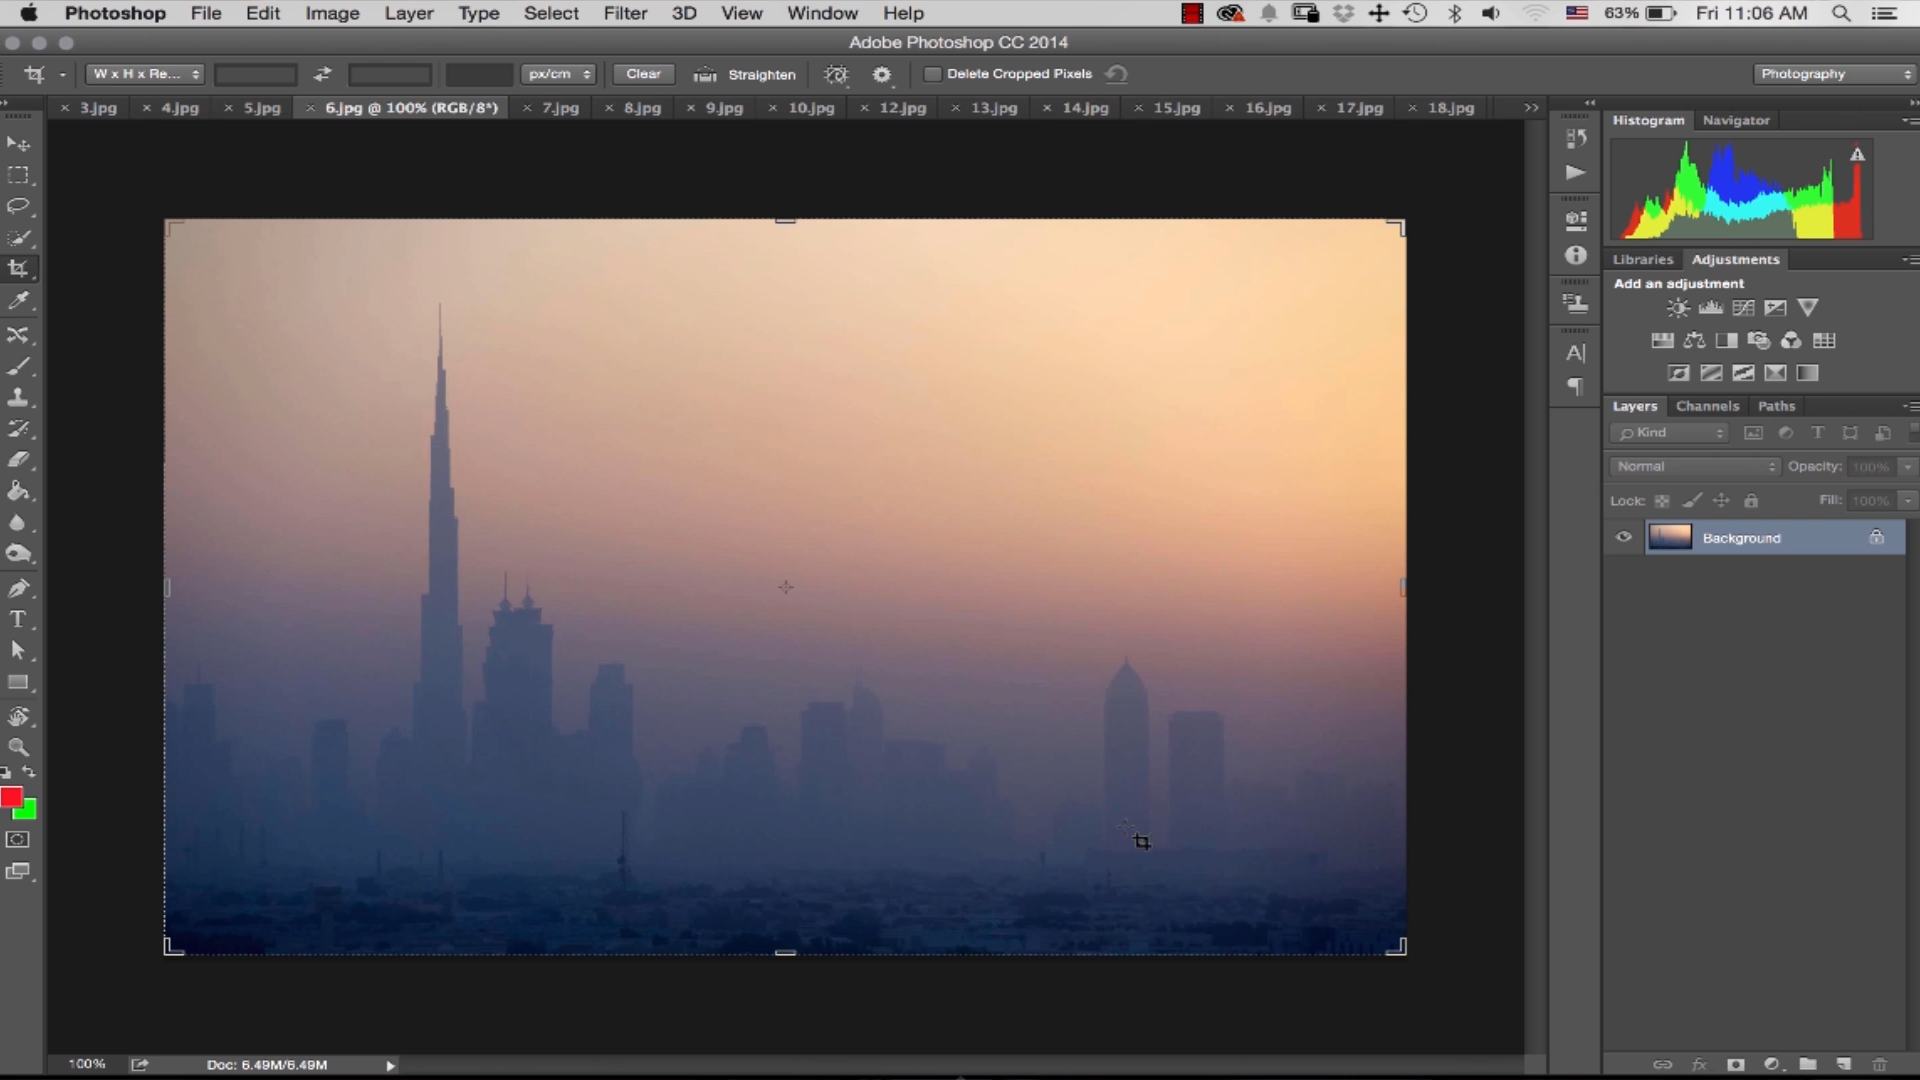 Photoshop File Edit Image Layer Type Select Filter 3D View Window Help 63% Fri 11:06 AM
Adobe Photoshop CC 2014
W x H x Re... px/cm Clear Straighten Delete Cropped Pixels Photography
3.jpg 4.jpg 5.jpg 6.jpg @ 100% (RGB/8*) 7.jpg 8.jpg 9.jpg 10.jpg 12.jpg 13.jpg 14.jpg 15.jpg 16.jpg 17.jpg 18.jpg
Histogram Navigator
Libraries Adjustments
Add an adjustment
Layers Channels Paths
Kind
Normal Opacity: 100%
Lock: Fill: 100%
Background
100% Doc: 6.49M/6.49M